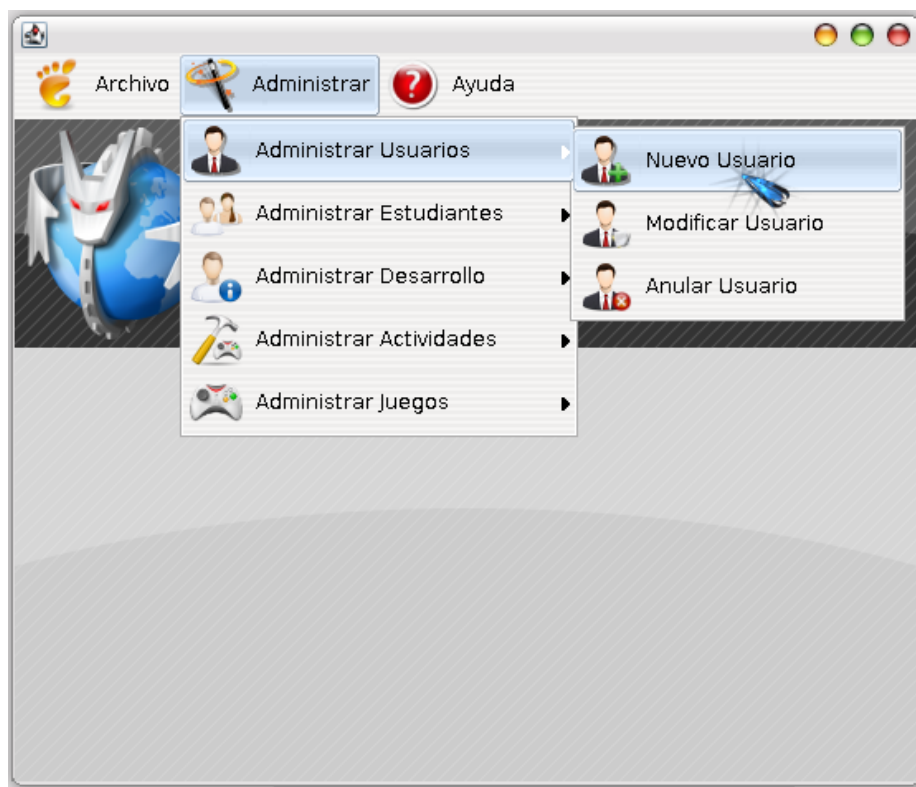 Archivo Administrar Ayuda
Administrar Usuarios
Administrar Estudiantes
Administrar Desarrollo
Administrar Actividades
Administrar Juegos
Nuevo Usuario
Modificar Usuario
Anular Usuario